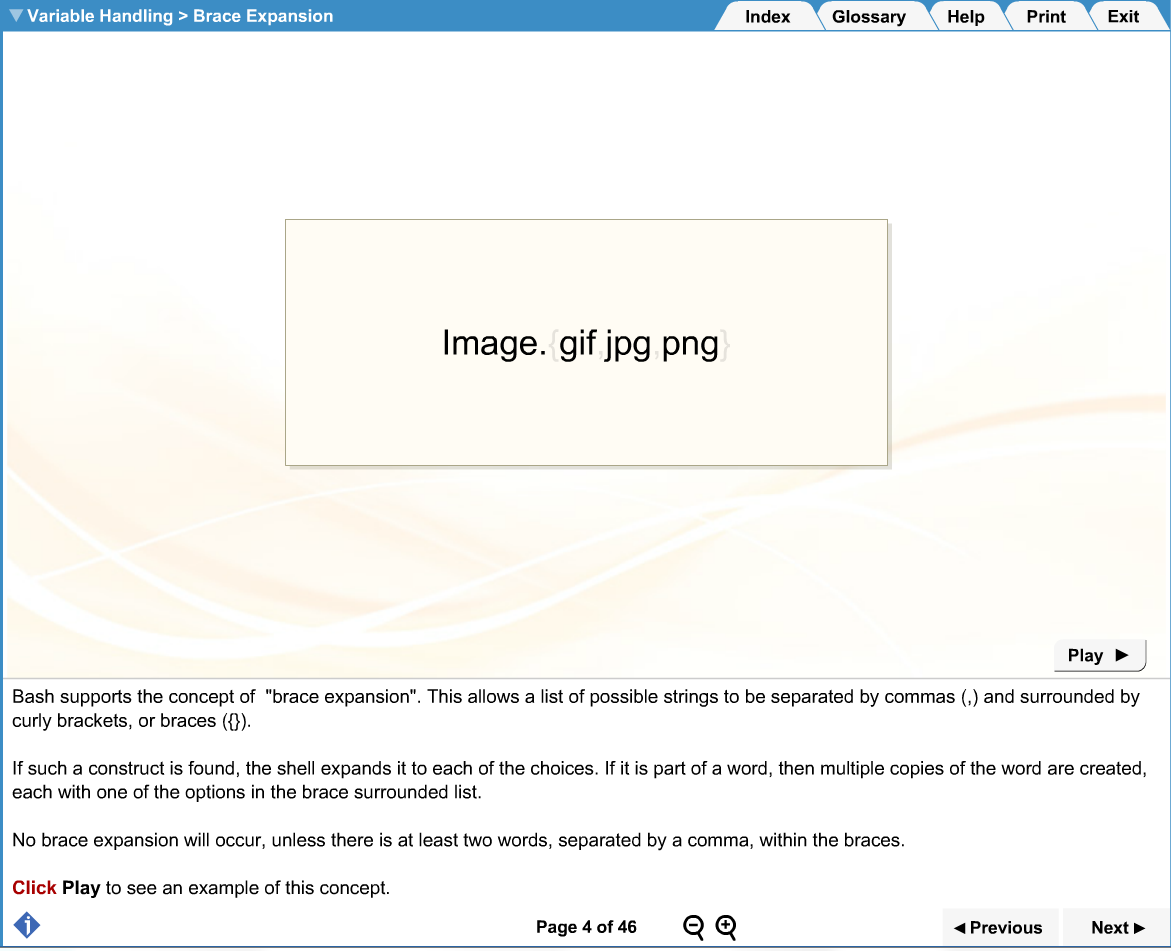 Variable Handling > Brace Expansion
Index Glossary Help Print Exit
Image.{gif,jpg,png}
Play
Bash supports the concept of  "brace expansion". This allows a list of possible strings to be separated by commas (,) and surrounded by
curly brackets, or braces ({}).
If such a construct is found, the shell expands it to each of the choices. If it is part of a word, then multiple copies of the word are created,
each with one of the options in the brace surrounded list.
No brace expansion will occur, unless there is at least two words, separated by a comma, within the braces.
Click Play to see an example of this concept.
i
Page 4 of 46
Previous
Next